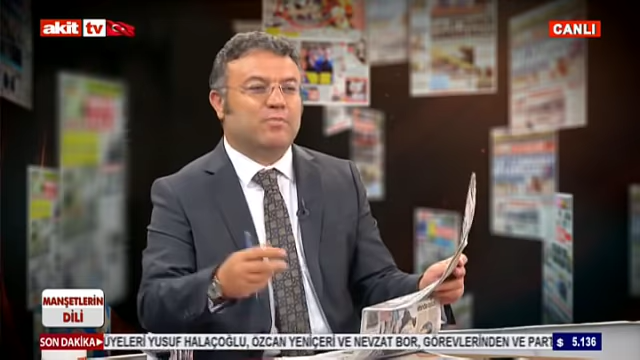 akit tv
CANLI
MANŞETLERİN
DİLİ
SON DAKİKA
ÜYELERİ YUSUF HALAÇOĞLU, ÖZCAN YENİÇERİ VE NEVZAT BOR, GÖREVLERİNDEN VE PART
$ 5.136